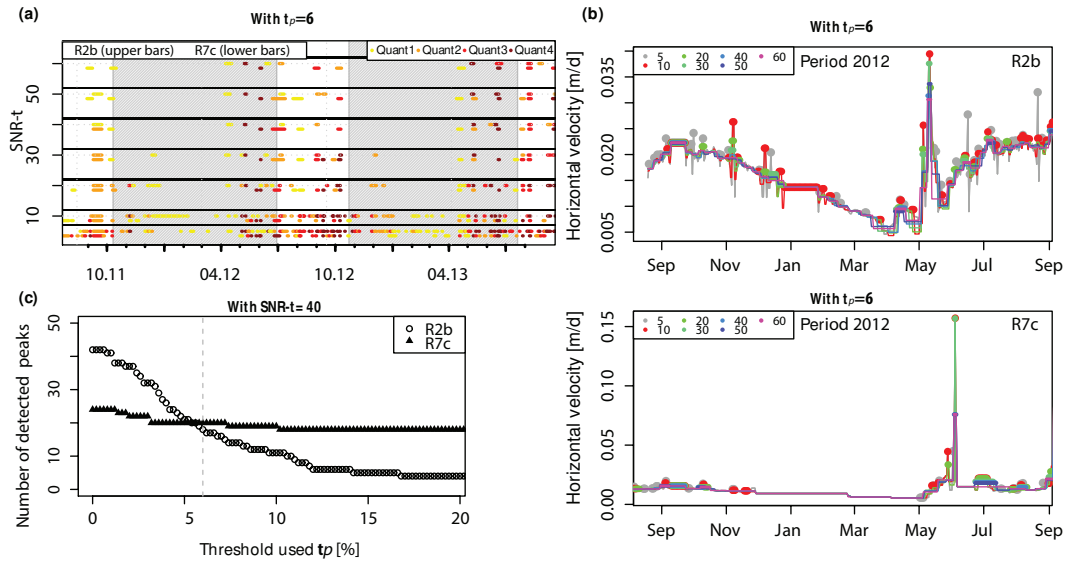 (a)
With tp=6
R2b (upper bars) R7c (lower bars)
Quant1 Quant2 Quant3 Quant4
SNR-t
50
30
10
10.11 04.12 10.12 04.13
(b)
With tp=6
5 20 40 60
10 30 50
Period 2012
R2b
Horizontal velocity [m/d]
0.035
0.020
0.005
Sep Nov Jan Mar May Jul Sep
With tp=6
5 20 40 60
10 30 50
Period 2012
R7c
Horizontal velocity [m/d]
0.15
0.10
0.05
0.00
Sep Nov Jan Mar May Jul Sep
(c)
With SNR-t= 40
R2b
R7c
Number of detected peaks
50
30
10
0
0 5 10 15 20
Threshold used tp [%]